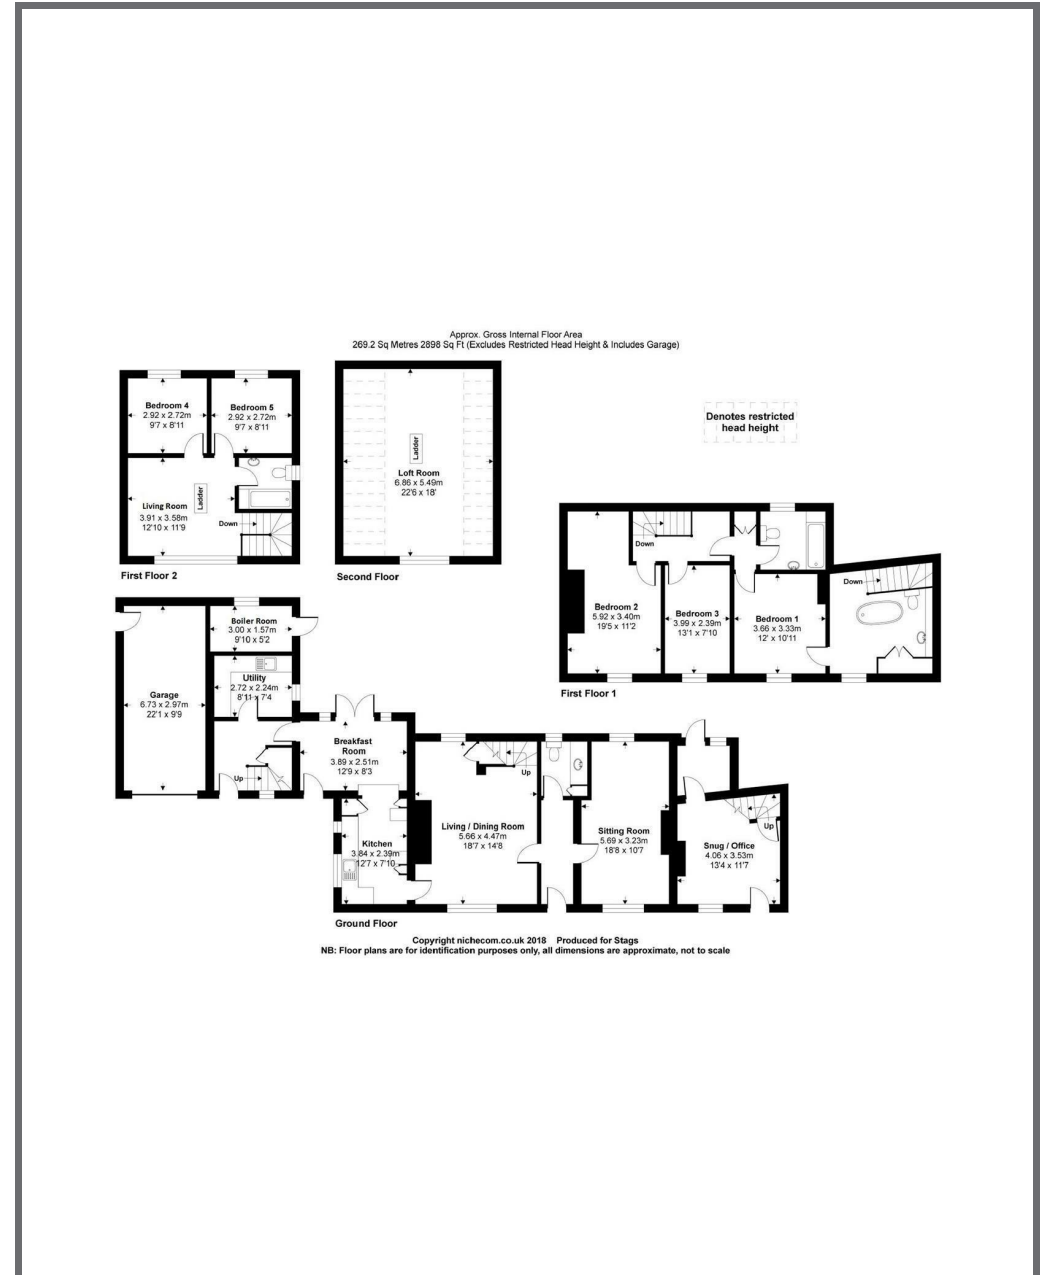 Approx. Gross Internal Floor Area
269.2 Sq Metres 2898 Sq Ft (Excludes Restricted Head Height & Includes Garage)
Bedroom 4
2.92 x 2.72m
9'7 x 8'11
Bedroom 5
2.92 x 2.72m
9'7 x 8'11
Living Room
3.91 x 3.58m
12'10 x 11'9
Ladder
Down
First Floor 2
Ladder
Loft Room
6.86 x 5.49m
22'6 x 18'
Second Floor
Denotes restricted
head height
Down
Bedroom 2
5.92 x 3.40m
19'5 x 11'2
Bedroom 3
3.99 x 2.39m
13'1 x 7'10
Bedroom 1
3.66 x 3.33m
12' x 10'11
Down
First Floor 1
Boiler Room
3.00 x 1.57m
9'10 x 5'2
Utility
2.72 x 2.24m
8'11 x 7'4
Garage
6.73 x 2.97m
22'1 x 9'9
Up
Breakfast
Room
3.89 x 2.51m
12'9 x 8'3
Kitchen
3.84 x 2.39m
12'7 x 7'10
Up
Living / Dining Room
5.66 x 4.47m
18'7 x 14'8
Sitting Room
5.69 x 3.23m
18'8 x 10'7
Up
Snug / Office
4.06 x 3.53m
13'4 x 11'7
Ground Floor
Copyright nichecom.co.uk 2018 Produced for Stags
NB: Floor plans are for identification purposes only, all dimensions are approximate, not to scale